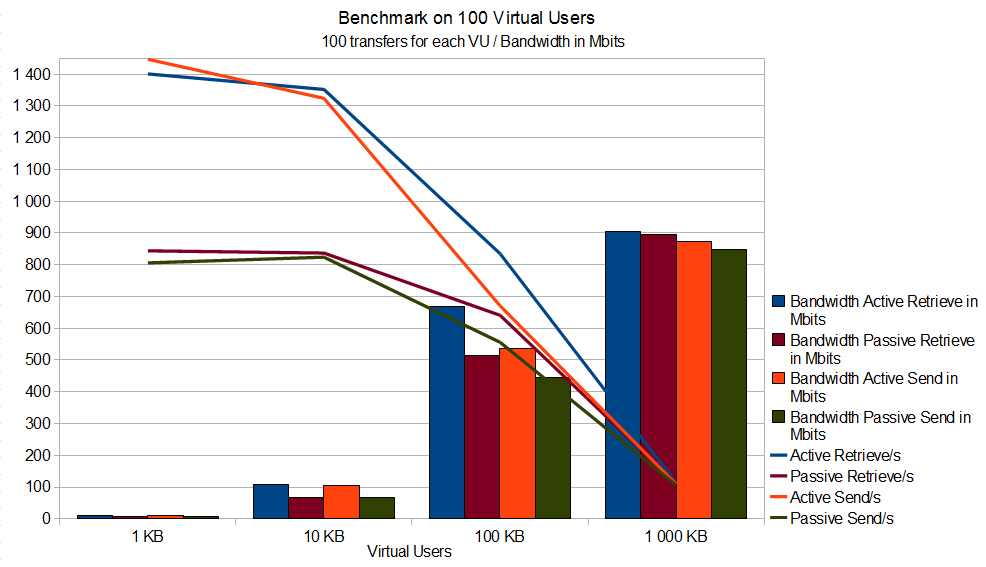 Benchmark on 100 Virtual Users
100 transfers for each VU / Bandwidth in Mbits
1 400
1 300
1 200
1 100
1 000
900
800
700
600
500
400
300
200
100
0
1 KB
10 KB
100 KB
1 000 KB
Virtual Users
Bandwidth Active Retrieve in
Mbits
Bandwidth Passive Retrieve
in Mbits
Bandwidth Active Send in
Mbits
Bandwidth Passive Send in
Mbits
Active Retrieve/s
Passive Retrieve/s
Active Send/s
Passive Send/s